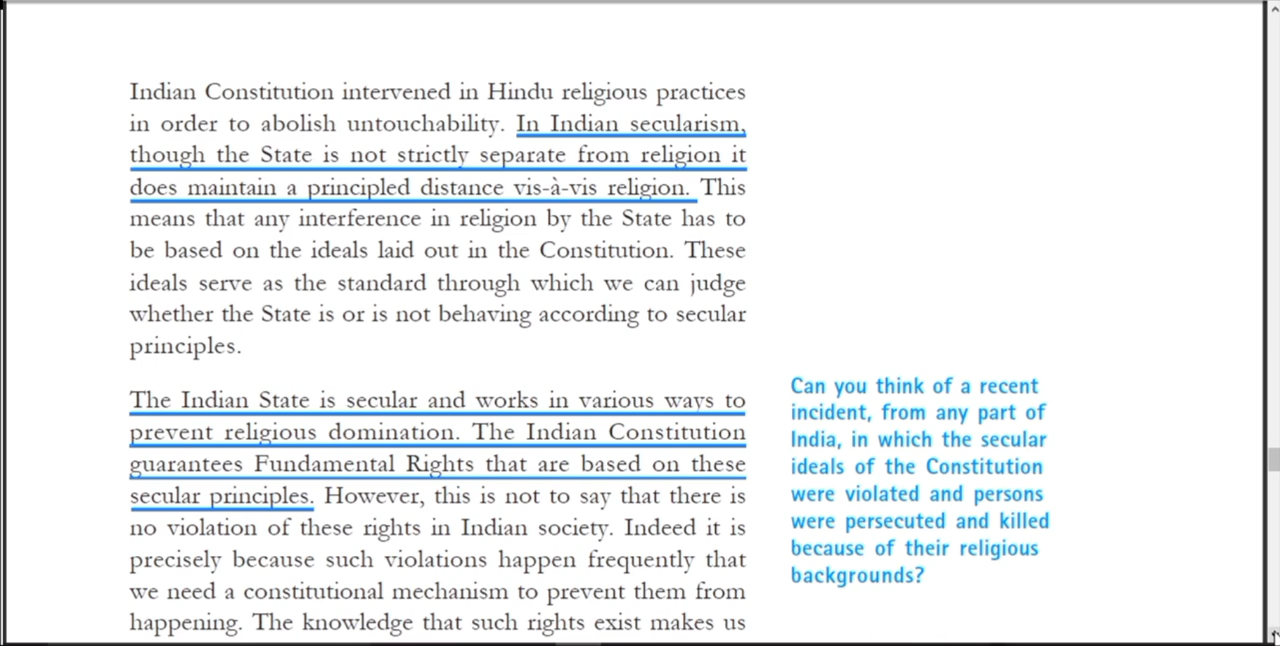 Indian Constitution intervened in Hindu religious practices
in order to abolish untouchability. In Indian secularism,
though the State is not strictly separate from religion it
does maintain a principled distance vis-à-vis religion. This
means that any interference in religion by the State has to
be based on the ideals laid out in the Constitution. These
ideals serve as the standard through which we can judge
whether the State is or is not behaving according to secular
principles.
The Indian State is secular and works in various ways to
prevent religious domination. The Indian Constitution
guarantees Fundamental Rights that are based on these
secular principles. However, this is not to say that there is
no violation of these rights in Indian society. Indeed it is
precisely because such violations happen frequently that
we need a constitutional mechanism to prevent them from
happening. The knowledge that such rights exist makes us
Can you think of a recent
incident, from any part of
India, in which the secular
ideals of the Constitution
were violated and persons
were persecuted and killed
because of their religious
backgrounds?